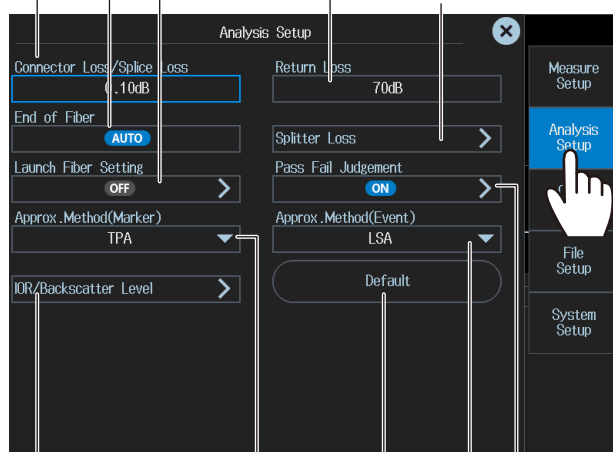 Analysis Setup
Connector Loss/Splice Loss
0.10dB
Return Loss
70dB
End of Fiber
AUTO
Splitter Loss
Launch Fiber Setting
OFF
Pass Fail Judgement
ON
Approx.Method(Marker)
TPA
Approx.Method(Event)
LSA
IOR/Backscatter Level
Default
Measure
Setup
Analysis
Setup
File
Setup
System
Setup